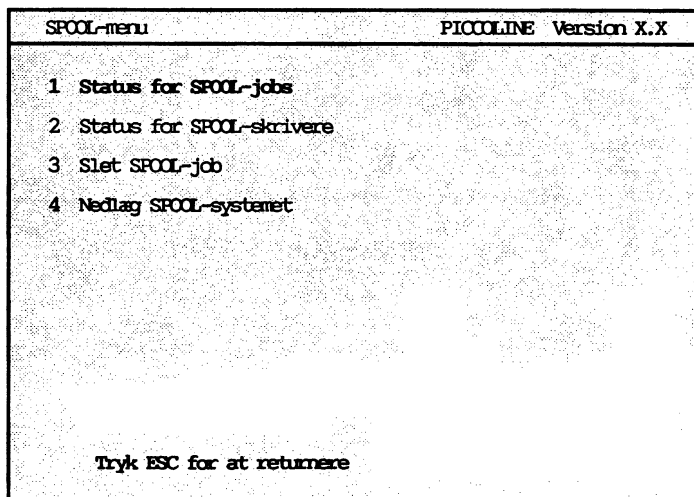 SPOOL-menu PICCOLINE Version X.X
1 Status for SPOOL-jobs
2 Status for SPOOL-skrivere
3 Slet SPOOL-job
4 Nedlæg SPOOL-systemet
Tryk ESC for at returnere